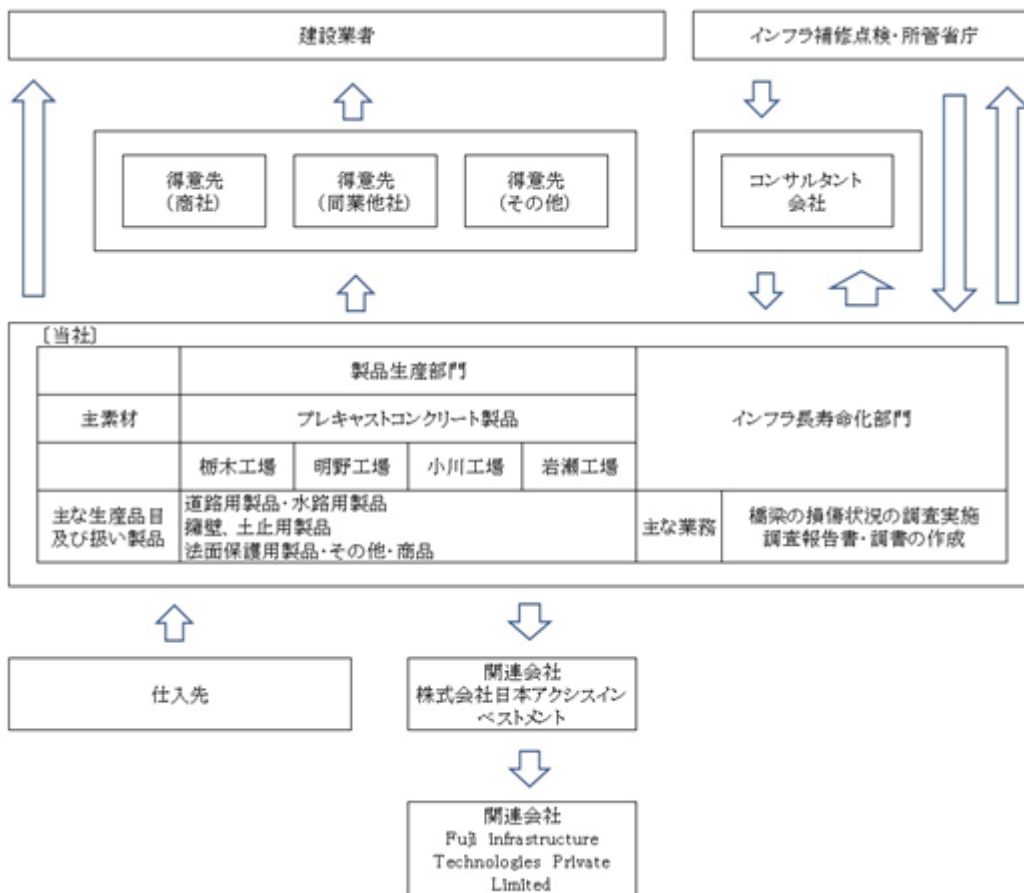 建設業者
インフラ補修点検・所管省庁
得意先
(商社)
得意先
(同業他社)
得意先
(その他)
コンサルタント
会社
[当社]
製品生産部門
主素材
プレキャストコンクリート製品
インフラ長寿命化部門
栃木工場
明野工場
小川工場
岩瀬工場
主な生産品目
及び扱い製品
道路用製品・水路用製品
擁壁、土止用製品
法面保護用製品・その他・商品
主な業務
橋梁の損傷状況の調査実施
調査報告書・調書の作成
仕入先
関連会社
株式会社日本アクシスイン
ベストメント
関連会社
Fuji Infrastructure
Technologies Private
Limited